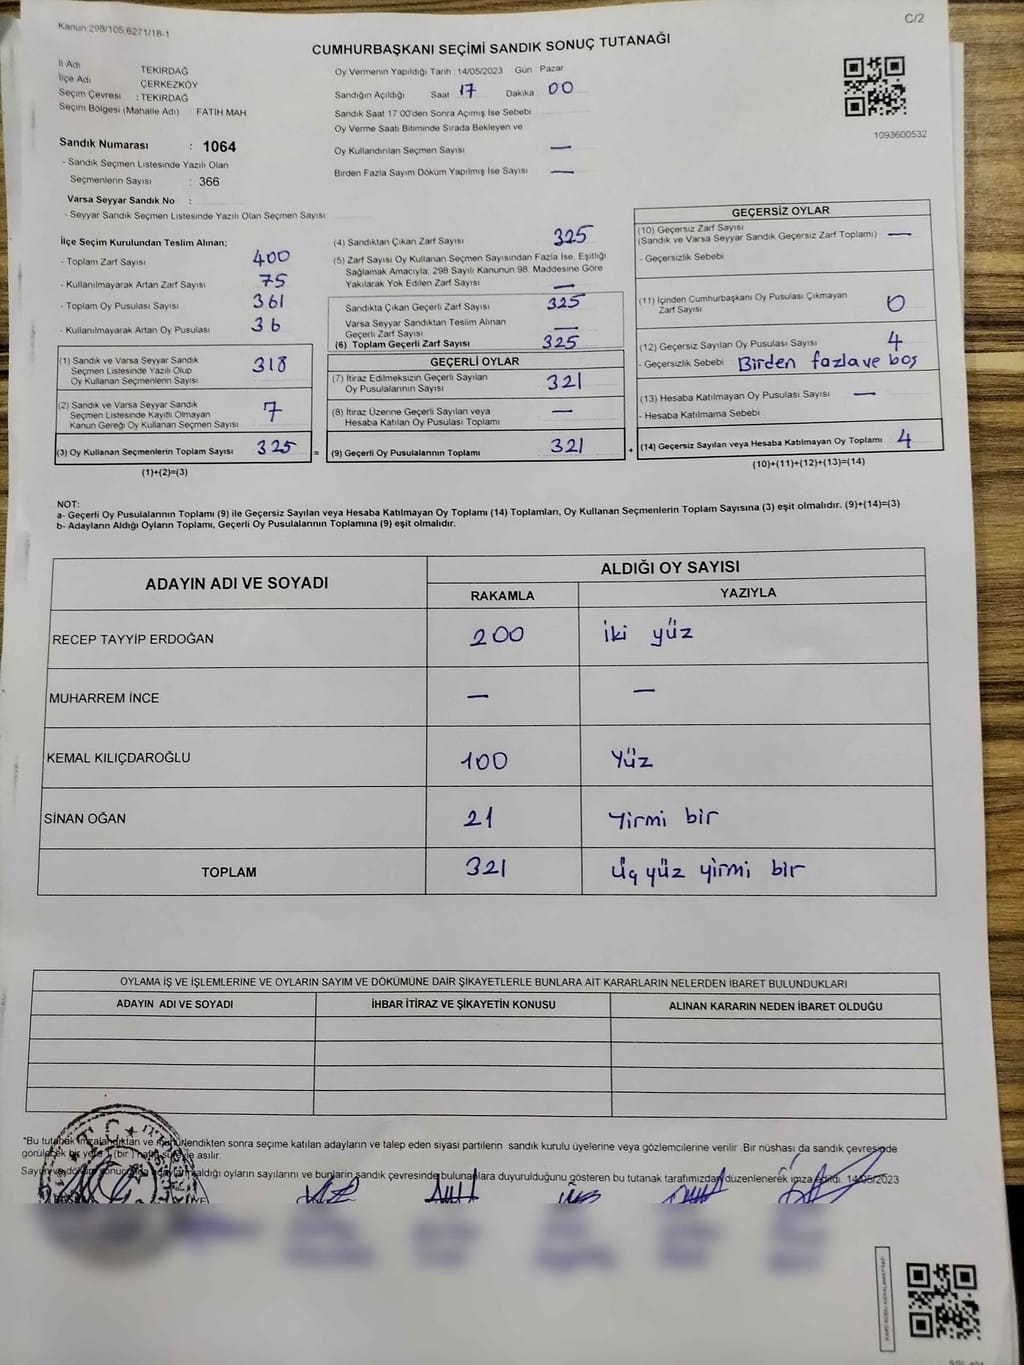 Kanun:298/105,6271/18-1
C/2
CUMHURBAŞKANI SEÇİMİ SANDIK SONUÇ TUTANAĞI
İl Adı TEKİRDAĞ
İlçe Adı ÇERKEZKÖY
Seçim Çevresi : TEKİRDAĞ
Seçim Bölgesi (Mahalle Adı) FATİH MAH
Sandık Numarası : 1064
- Sandık Seçmen Listesinde Yazılı Olan
Seçmenlerin Sayısı : 366
Varsa Seyyar Sandık No :
- Seyyar Sandık Seçmen Listesinde Yazılı Olan Seçmen Sayısı
Oy Vermenin Yapıldığı Tarih 14/05/2023 Gün Pazar
Sandığın Açıldığı Saat 17 Dakika 00
Sandık Saat 17:00'den Sonra Açımış İse Sebebi
Oy Verme Saati Bitiminde Sırada Bekleyen ve
Oy Kullandırılan Seçmen Sayısı —
Birden Fazla Sayım Döküm Yapılmış İse Sayısı —
1093600532
İlçe Seçim Kurulundan Teslim Alınan;
- Toplam Zarf Sayısı 400
- Kullanılmayarak Artan Zarf Sayısı 75
- Toplam Oy Pusulası Sayısı 361
- Kullanılmayarak Artan Oy Pusulası 36
(1) Sandık ve Varsa Seyyar Sandık
Seçmen Listesinde Yazılı Olup
Oy Kullanan Seçmenlerin Sayısı 318
(2) Sandık ve Varsa Seyyar Sandık
Seçmen Listesinde Kayıtlı Olmayan
Kanun Gereği Oy Kullanan Seçmen Sayısı 7
(3) Oy Kullanan Seçmenlerin Toplam Sayısı 325 =
(1)+(2)=(3)
(4) Sandıktan Çıkan Zarf Sayısı 325
(5) Zarf Sayısı Oy Kullanan Seçmen Sayısından Fazla İse, Eşitliği
Sağlamak Amacıyla; 298 Sayılı Kanunun 98. Maddesine Göre
Yakılarak Yok Edilen Zarf Sayısı —
Sandıkta Çıkan Geçerli Zarf Sayısı 325
Varsa Seyyar Sandıktan Teslim Alınan
Geçerli Zarf Sayısı —
(6) Toplam Geçerli Zarf Sayısı 325
GEÇERLİ OYLAR
(7) İtiraz Edilmeksizin Geçerli Sayılan
Oy Pusulalarının Sayısı 321
(8) İtiraz Üzerine Geçerli Sayılan veya
Hesaba Katılan Oy Pusulası Toplamı —
(9) Geçerli Oy Pusulalarının Toplamı 321 +
GEÇERSİZ OYLAR
(10) Geçersiz Zarf Sayısı
(Sandık ve Varsa Seyyar Sandık Geçersiz Zarf Toplamı) —
- Geçersizlik Sebebi
(11) İçinden Cumhurbaşkanı Oy Pusulası Çıkmayan
Zarf Sayısı 0
(12) Geçersiz Sayılan Oy Pusulası Sayısı 4
- Geçersizlik Sebebi Birden fazla ve boş
(13) Hesaba Katılmayan Oy Pusulası Sayısı —
- Hesaba Katılmama Sebebi
(14) Geçersiz Sayılan veya Hesaba Katılmayan Oy Toplamı 4
(10)+(11)+(12)+(13)=(14)
NOT:
a- Geçerli Oy Pusulalarının Toplamı (9) ile Geçersiz Sayılan veya Hesaba Katılmayan Oy Toplamı (14) Toplamları, Oy Kullanan Seçmenlerin Toplam Sayısına (3) eşit olmalıdır. (9)+(14)=(3)
b- Adayların Aldığı Oyların Toplamı, Geçerli Oy Pusulalarının Toplamına (9) eşit olmalıdır.
ADAYIN ADI VE SOYADI
ALDIĞI OY SAYISI
RAKAMLA YAZIYLA
RECEP TAYYİP ERDOĞAN 200 iki yüz
MUHARREM İNCE — —
KEMAL KILIÇDAROĞLU 100 Yüz
SİNAN OĞAN 21 Yirmi bir
TOPLAM 321 Üç yüz yirmi bir
OYLAMA İŞ VE İŞLEMLERİNE VE OYLARIN SAYIM VE DÖKÜMÜNE DAİR ŞİKAYETLERLE BUNLARA AİT KARARLARIN NELERDEN İBARET BULUNDUKLARI
ADAYIN ADI VE SOYADI İHBAR İTİRAZ VE ŞİKAYETİN KONUSU ALINAN KARARIN NEDEN İBARET OLDUĞU
*Bu tutanak imzalandıktan ve mühürlendikten sonra seçime katılan adayların ve talep eden siyasi partilerin sandık kurulu üyelerine veya gözlemcilerine verilir. Bir nüshası da sandık çevresinde
görülecek bir yere 1 (bir) hafta süre ile asılır.
aldığı oyların sayılarını ve bunların sandık çevresinde bulunanlara duyurulduğunu gösteren bu tutanak tarafımızdan düzenlenerek imza edildi. 14/05/2023